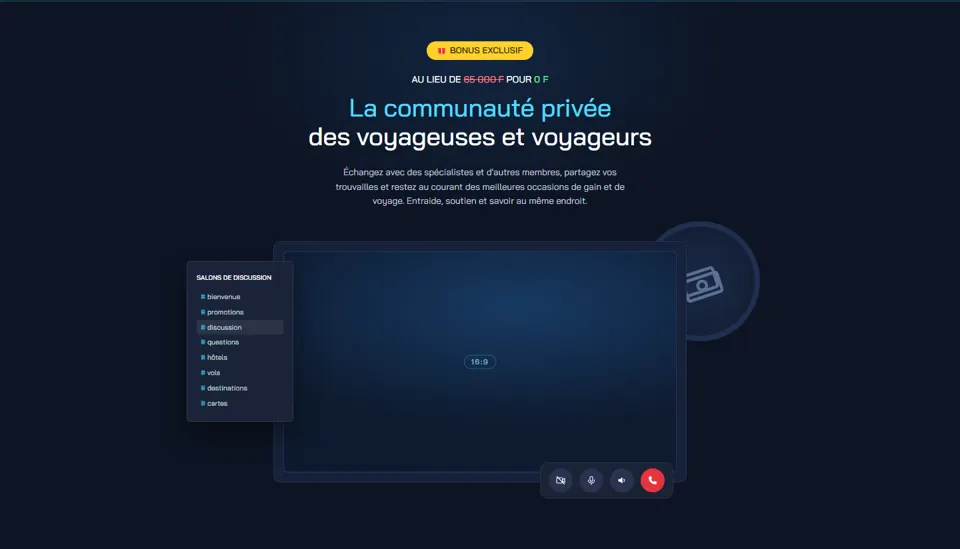 BONUS EXCLUSIF
AU LIEU DE 65 000 F POUR 0 F
La communauté privée
des voyageuses et voyageurs
Échangez avec des spécialistes et d'autres membres, partagez vos
trouvailles et restez au courant des meilleures occasions de gain et de
voyage. Entraide, soutien et savoir au même endroit.
SALONS DE DISCUSSION
bienvenue
promotions
discussion
questions
hôtels
vols
destinations
cartes
16:9